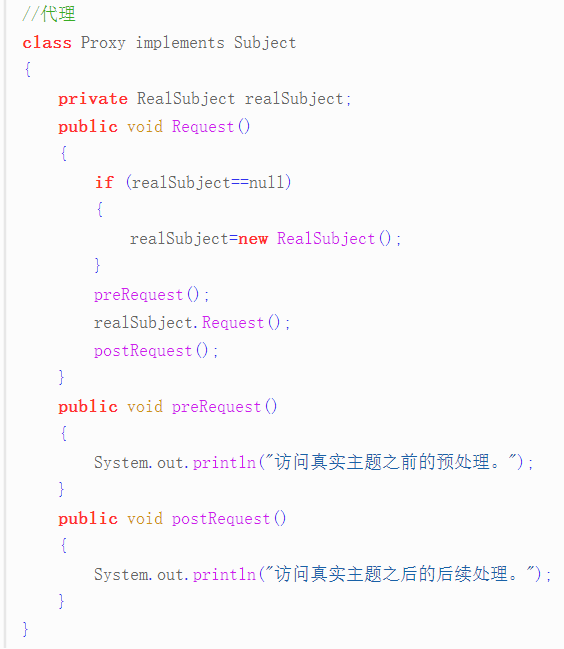 //代理
class Proxy implements Subject
{
    private RealSubject realSubject;
    public void Request()
    {
        if (realSubject==null)
        {
            realSubject=new RealSubject();
        }
        preRequest();
        realSubject.Request();
        postRequest();
    }
    public void preRequest()
    {
        System.out.println("访问真实主题之前的预处理。");
    }
    public void postRequest()
    {
        System.out.println("访问真实主题之后的后续处理。");
    }
}